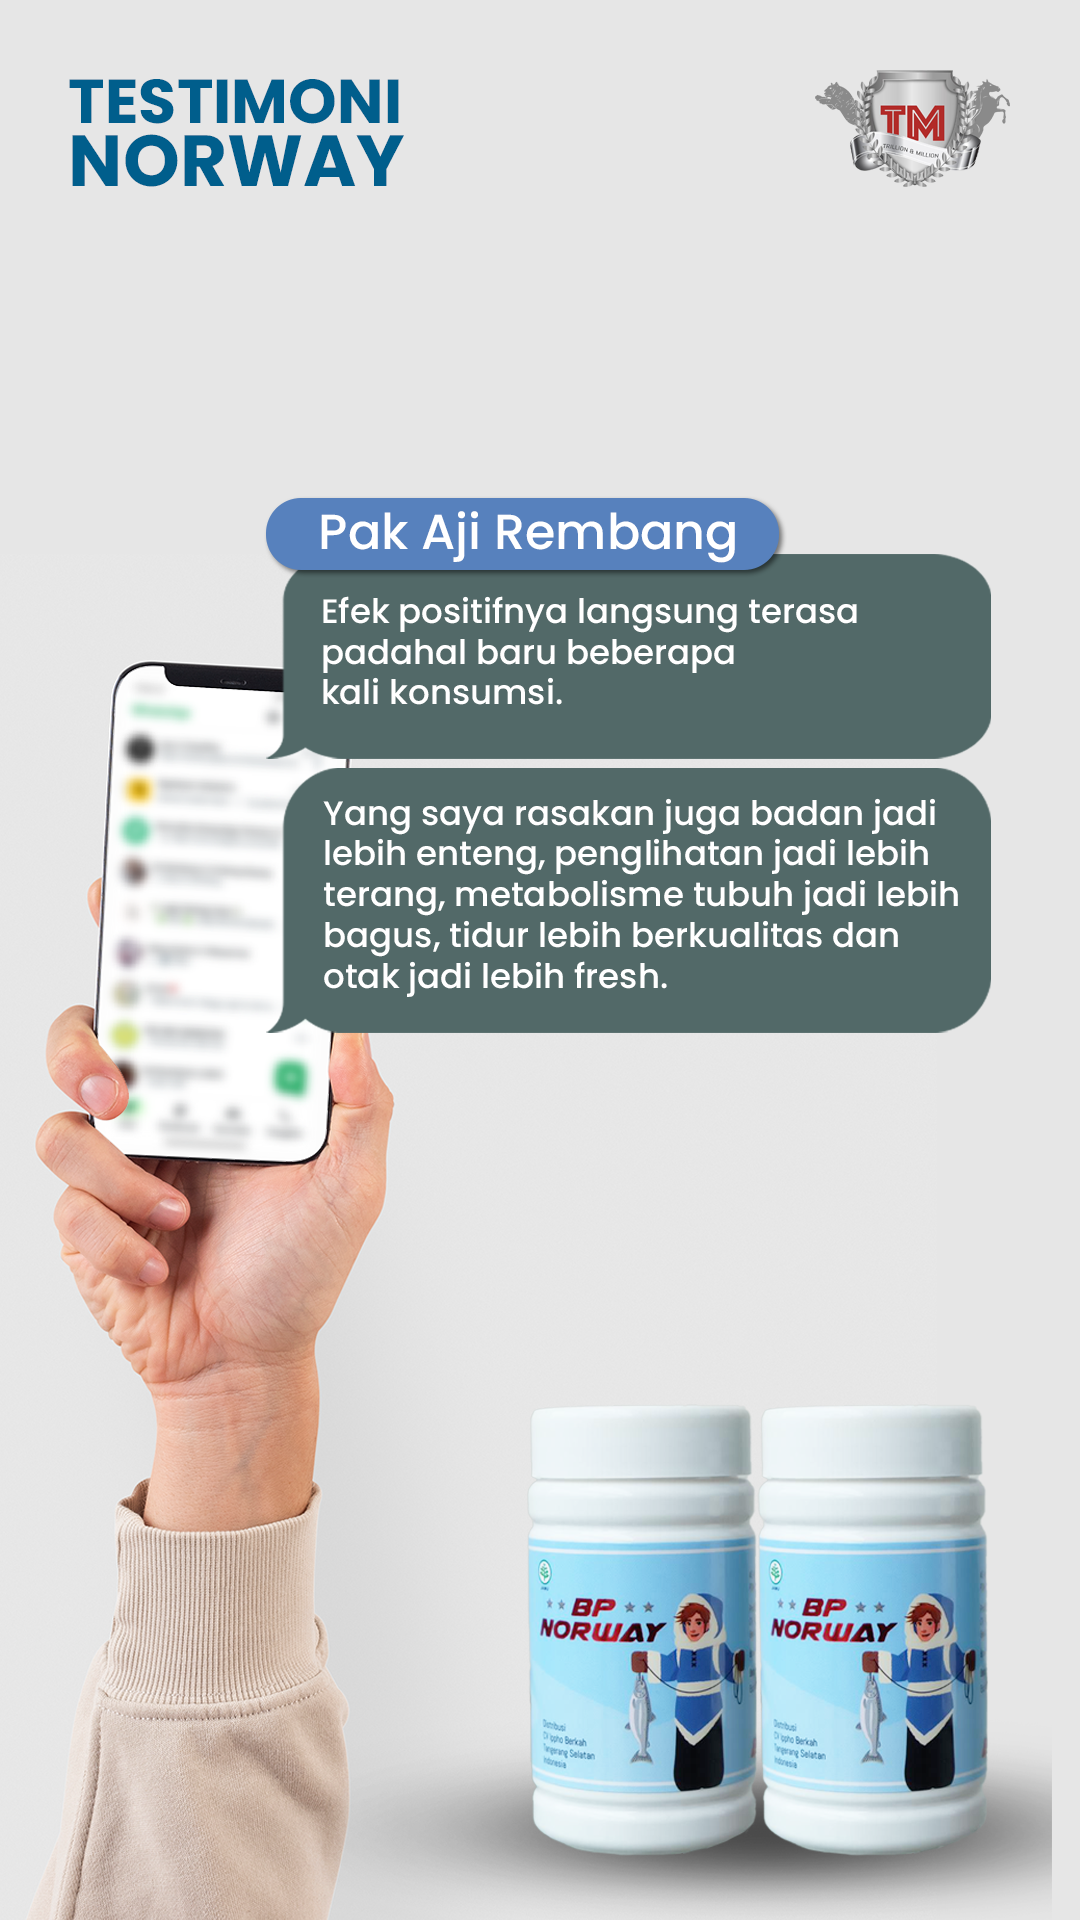 TESTIMONI
NORWAY
TM
TRILLION & MILLION
Pak Aji Rembang
Efek positifnya langsung terasa
padahal baru beberapa
kali konsumsi.
Yang saya rasakan juga badan jadi
lebih enteng, penglihatan jadi lebih
terang, metabolisme tubuh jadi lebih
bagus, tidur lebih berkualitas dan
otak jadi lebih fresh.
BP
NORWAY
Distribusi
CV Ippho Berkah
Tangerang Selatan
Indonesia
BP
NORWAY
Distribusi
CV Ippho Berkah
Tangerang Selatan
Indonesia